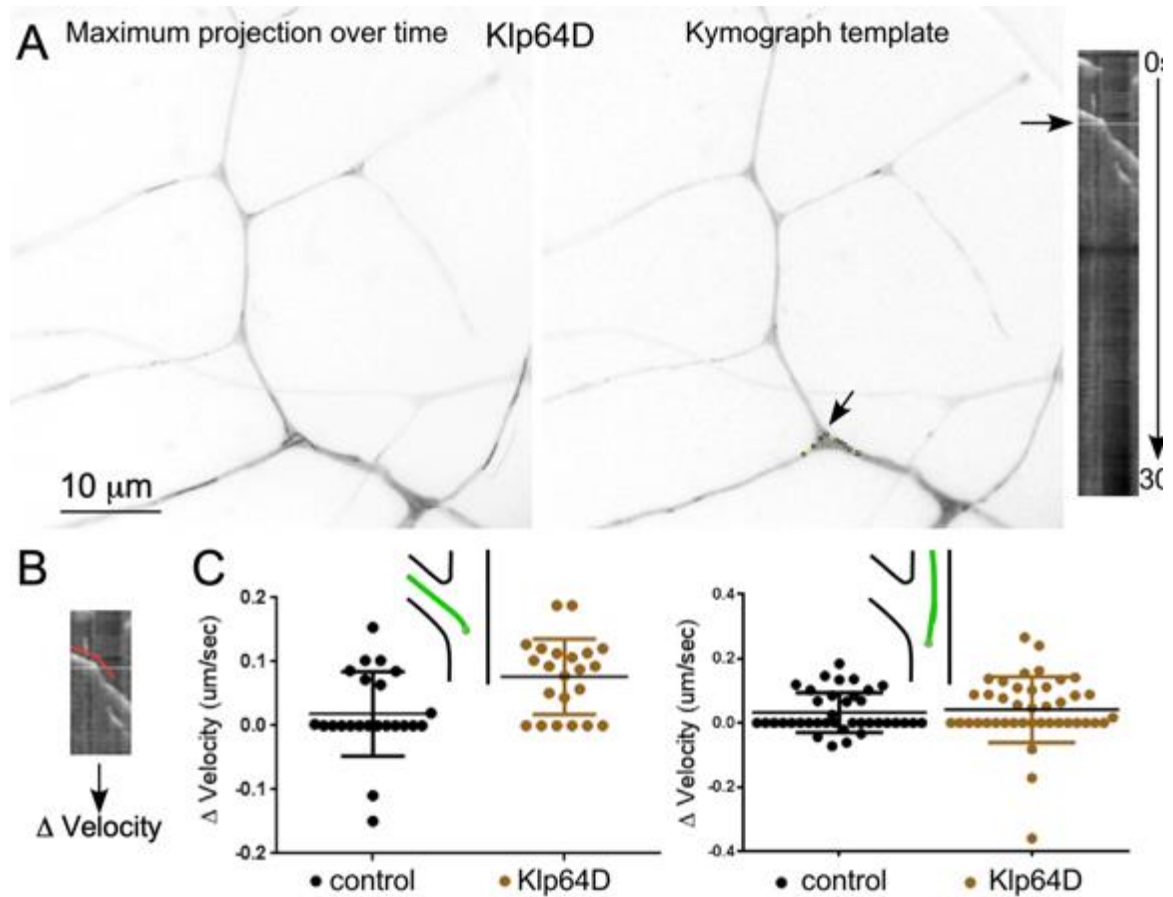 A Maximum projection over time Klp64D Kymograph template
0s
10 μm
30
B
Δ Velocity
C
Δ Velocity (um/sec)
0.2
0.1
0.0
-0.1
-0.2
control Klp64D
Δ Velocity (um/sec)
0.4
0.2
0.0
-0.2
-0.4
control Klp64D